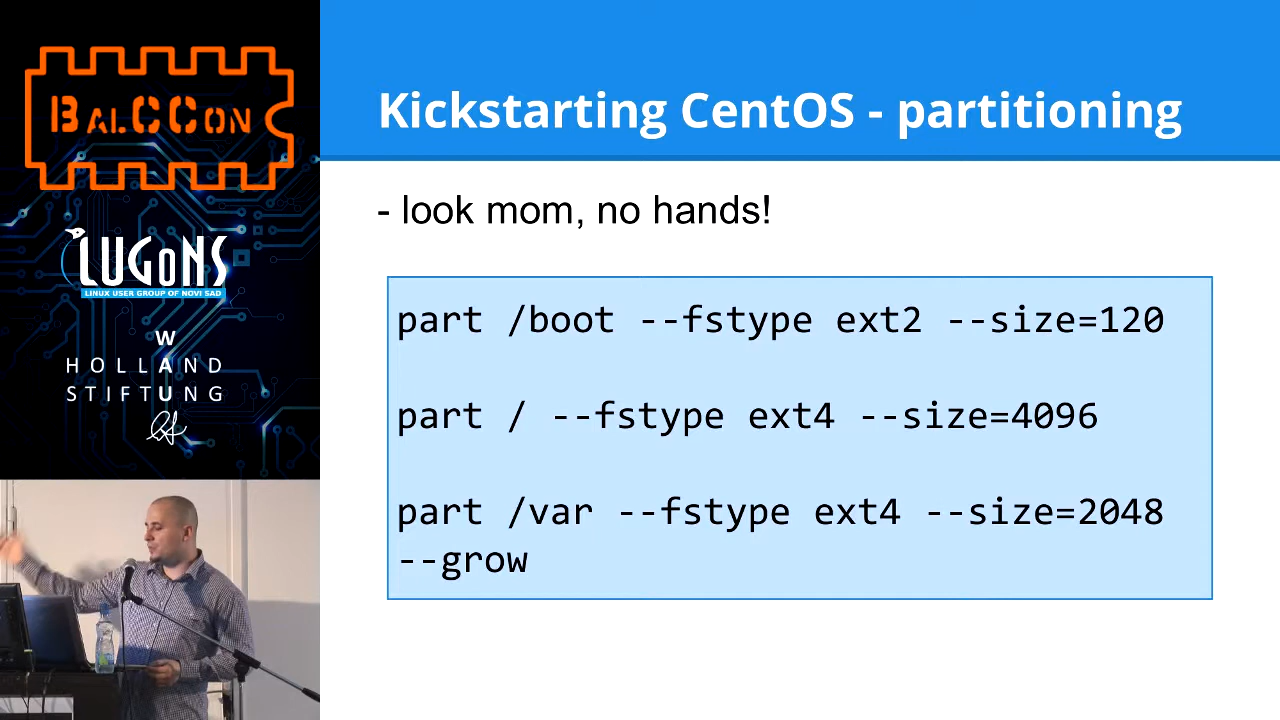 BALCCON
LUGoNS
LINUX USER GROUP OF NOVI SAD
W
HOLLAND
STIFTUNG
Kickstarting CentOS - partitioning
- look mom, no hands!
part /boot --fstype ext2 --size=120
part / --fstype ext4 --size=4096
part /var --fstype ext4 --size=2048
--grow